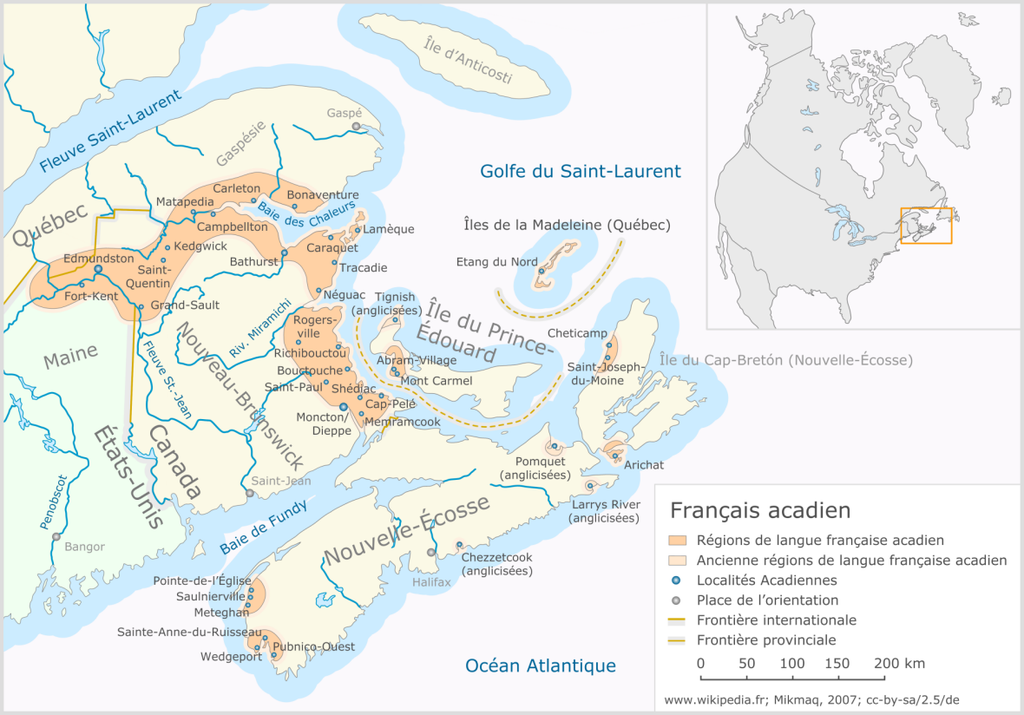 Île d'Anticosti
Fleuve Saint-Laurent
Gaspé
Gaspésie
Golfe du Saint-Laurent
Québec
Carleton
Bonaventure
Matapedia
Baie des Chaleurs
Campbellton
Lamèque
Îles de la Madeleine (Québec)
Kedgwick
Caraquet
Edmundston
Bathurst
Tracadie
Etang du Nord
Saint-
Quentin
Fort-Kent
Grand-Sault
Néguac
Tignish
(anglicisées)
Riv. Miramichi
Rogers-
ville
Île du Prince-
Édouard
Cheticamp
Maine
Fleuve St.-Jean
Nouveau-Brunswick
Richibouctou
Abram-Village
Île du Cap-Bretón (Nouvelle-Écosse)
Bouctouche
Mont Carmel
Saint-Joseph-
du-Moine
Saint-Paul
Shédiac
Cap-Pelé
Moncton/
Dieppe
Memramcook
États-Unis
Canada
Pomquet
(anglicisées)
Arichat
Saint-Jean
Larrys River
(anglicisées)
Penobscot
Bangor
Baie de Fundy
Nouvelle-Écosse
Chezzetcook
(anglicisées)
Halifax
Pointe-de-l'Église
Saulnierville
Meteghan
Sainte-Anne-du-Ruisseau
Pubnico-Ouest
Wedgeport
Océan Atlantique
Français acadien
Régions de langue française acadien
Ancienne régions de langue française acadien
Localités Acadiennes
Place de l'orientation
Frontière internationale
Frontière provinciale
0 50 100 150 200 km
www.wikipedia.fr; Mikmaq, 2007; cc-by-sa/2.5/de